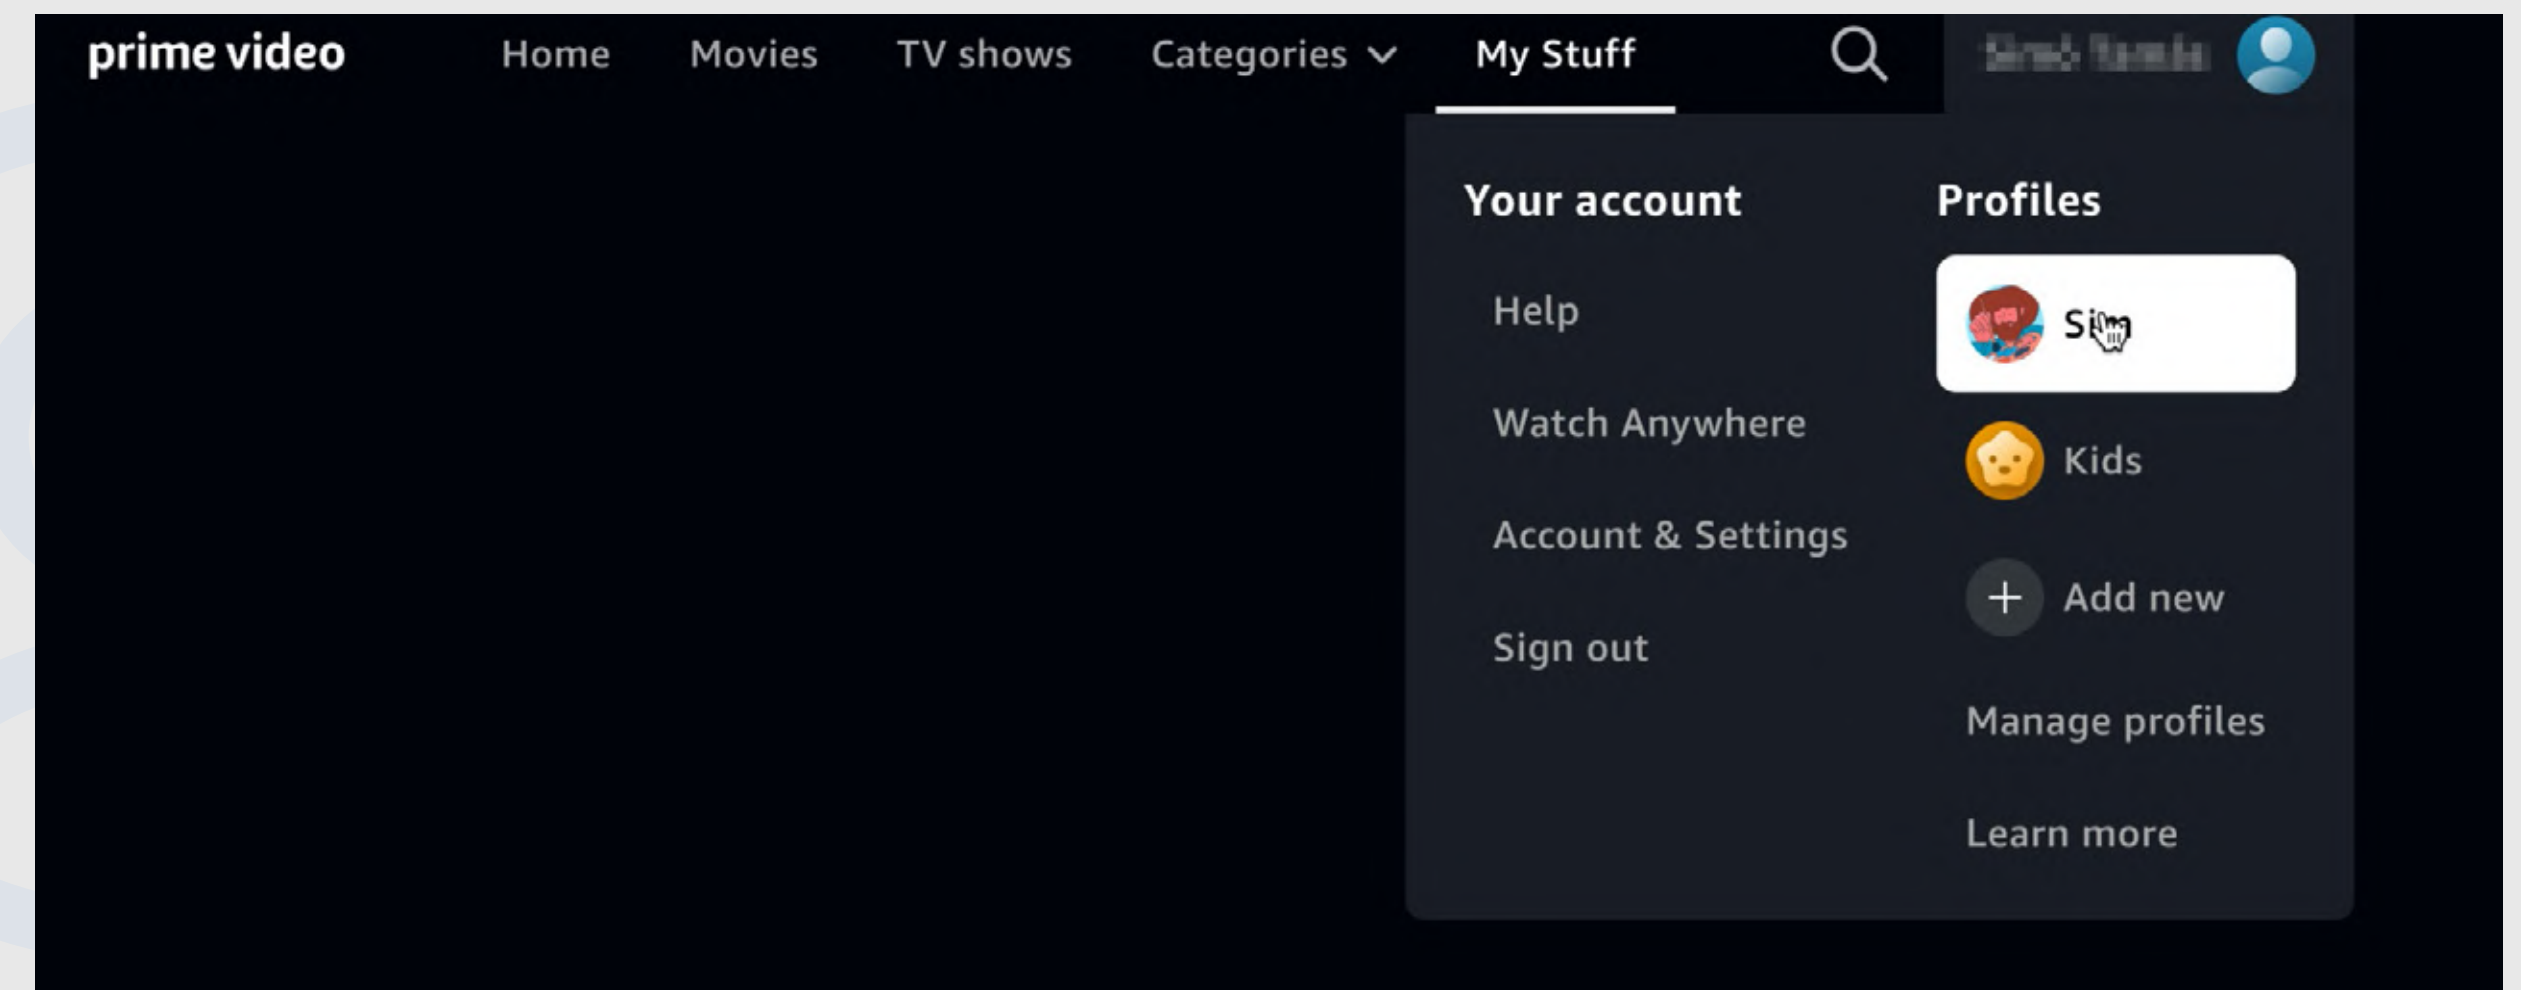 prime video
Home
Movies
TV shows
Categories
My Stuff
Your account
Help
Watch Anywhere
Account & Settings
Sign out
Profiles
Kids
Add new
Manage profiles
Learn more